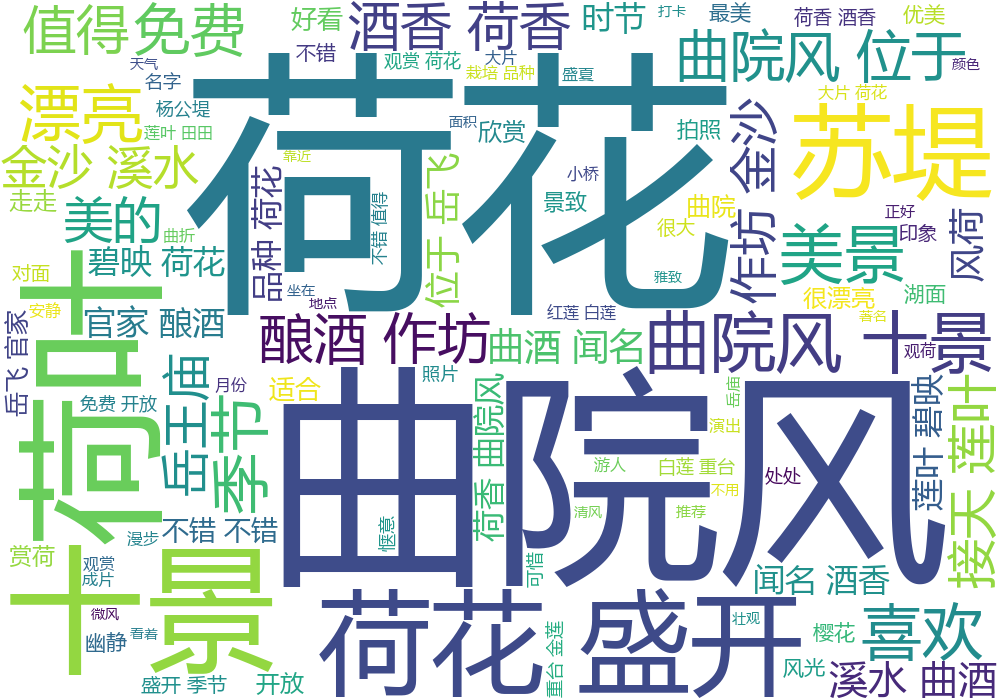 值得
免费
好看
酒香 荷香
时节
打卡
最美
荷香 酒香
优美
不错
观赏 荷花
大片
栽培 品种
盛夏
曲院风 位于
颜色
天气
名字
漂亮
杨公堤
莲叶 田田
荷花
面积
欣赏
拍照
金沙
大片 荷花
苏堤
金沙 溪水
靠近
走走
美的
曲折
品种 荷花
不错 值得
位于 岳飞
小桥
景致
曲院
很大
作坊
正好
印象
风荷
碧映 荷花
对面
安静
荷叶
坐在
地点
雅致
美景
很漂亮
湖面
著名
官家 酿酒
岳飞 官家
酿酒 作坊
曲酒 闻名
红莲 白莲
曲院风 十景
观荷
岳王庙
月份
免费 开放
季节
适合
照片
曲院风
荷香 曲院风
岳庙
演出
游人
白莲 重台
处处
不用
清风
推荐
莲叶 碧映
接天 莲叶
不错 不错
漫步
惬意
可惜
赏荷
观赏
成片
十景
微风
幽静
看着
盛开 季节
开放
荷花 盛开
重台 金莲
闻名 酒香
壮观
樱花
喜欢
风光
溪水 曲酒